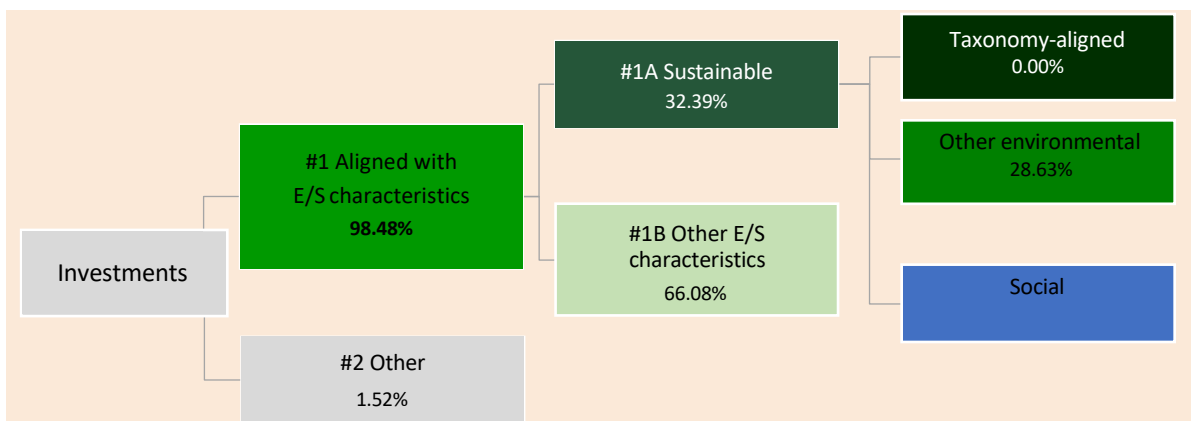 Investments
#1 Aligned with
E/S characteristics
98.48%
#2 Other
1.52%
#1A Sustainable
32.39%
#1B Other E/S
characteristics
66.08%
Taxonomy-aligned
0.00%
Other environmental
28.63%
Social